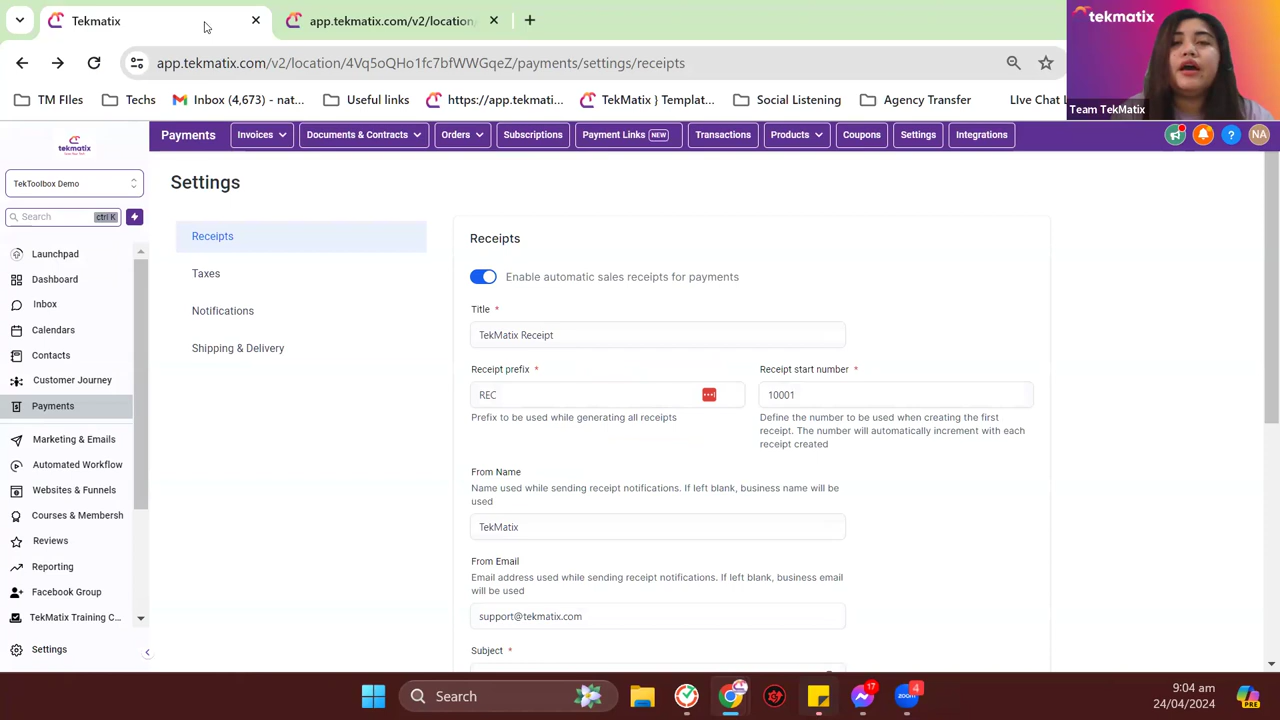 Tekmatix
app.tekmatix.com/v2/location
tekmatix
app.tekmatix.com/v2/location/4Vq5oQHo1fc7bfWWGqeZ/payments/settings/receipts
TM FIles
Techs
Inbox (4,673) - nat...
Useful links
https://app.tekmati...
TekMatix } Templat...
Social Listening
Agency Transfer
LIve Chat
Team TekMatix
Payments
Invoices
Documents & Contracts
Orders
Subscriptions
Payment Links NEW
Transactions
Products
Coupons
Settings
Integrations
NA
tekmatix
TekToolbox Demo
Search ctrl K
Launchpad
Dashboard
Inbox
Calendars
Contacts
Customer Journey
Payments
Marketing & Emails
Automated Workflow
Websites & Funnels
Courses & Membersh
Reviews
Reporting
Facebook Group
TekMatix Training C...
Settings
Settings
Receipts
Taxes
Notifications
Shipping & Delivery
Receipts
Enable automatic sales receipts for payments
Title *
TekMatix Receipt
Receipt prefix *
REC
Prefix to be used while generating all receipts
Receipt start number *
10001
Define the number to be used when creating the first
receipt. The number will automatically increment with each
receipt created
From Name
Name used while sending receipt notifications. If left blank, business name will be
used
TekMatix
From Email
Email address used while sending receipt notifications. If left blank, business email
will be used
support@tekmatix.com
Subject *
Search
17
zoom
4
9:04 am
24/04/2024
PRE